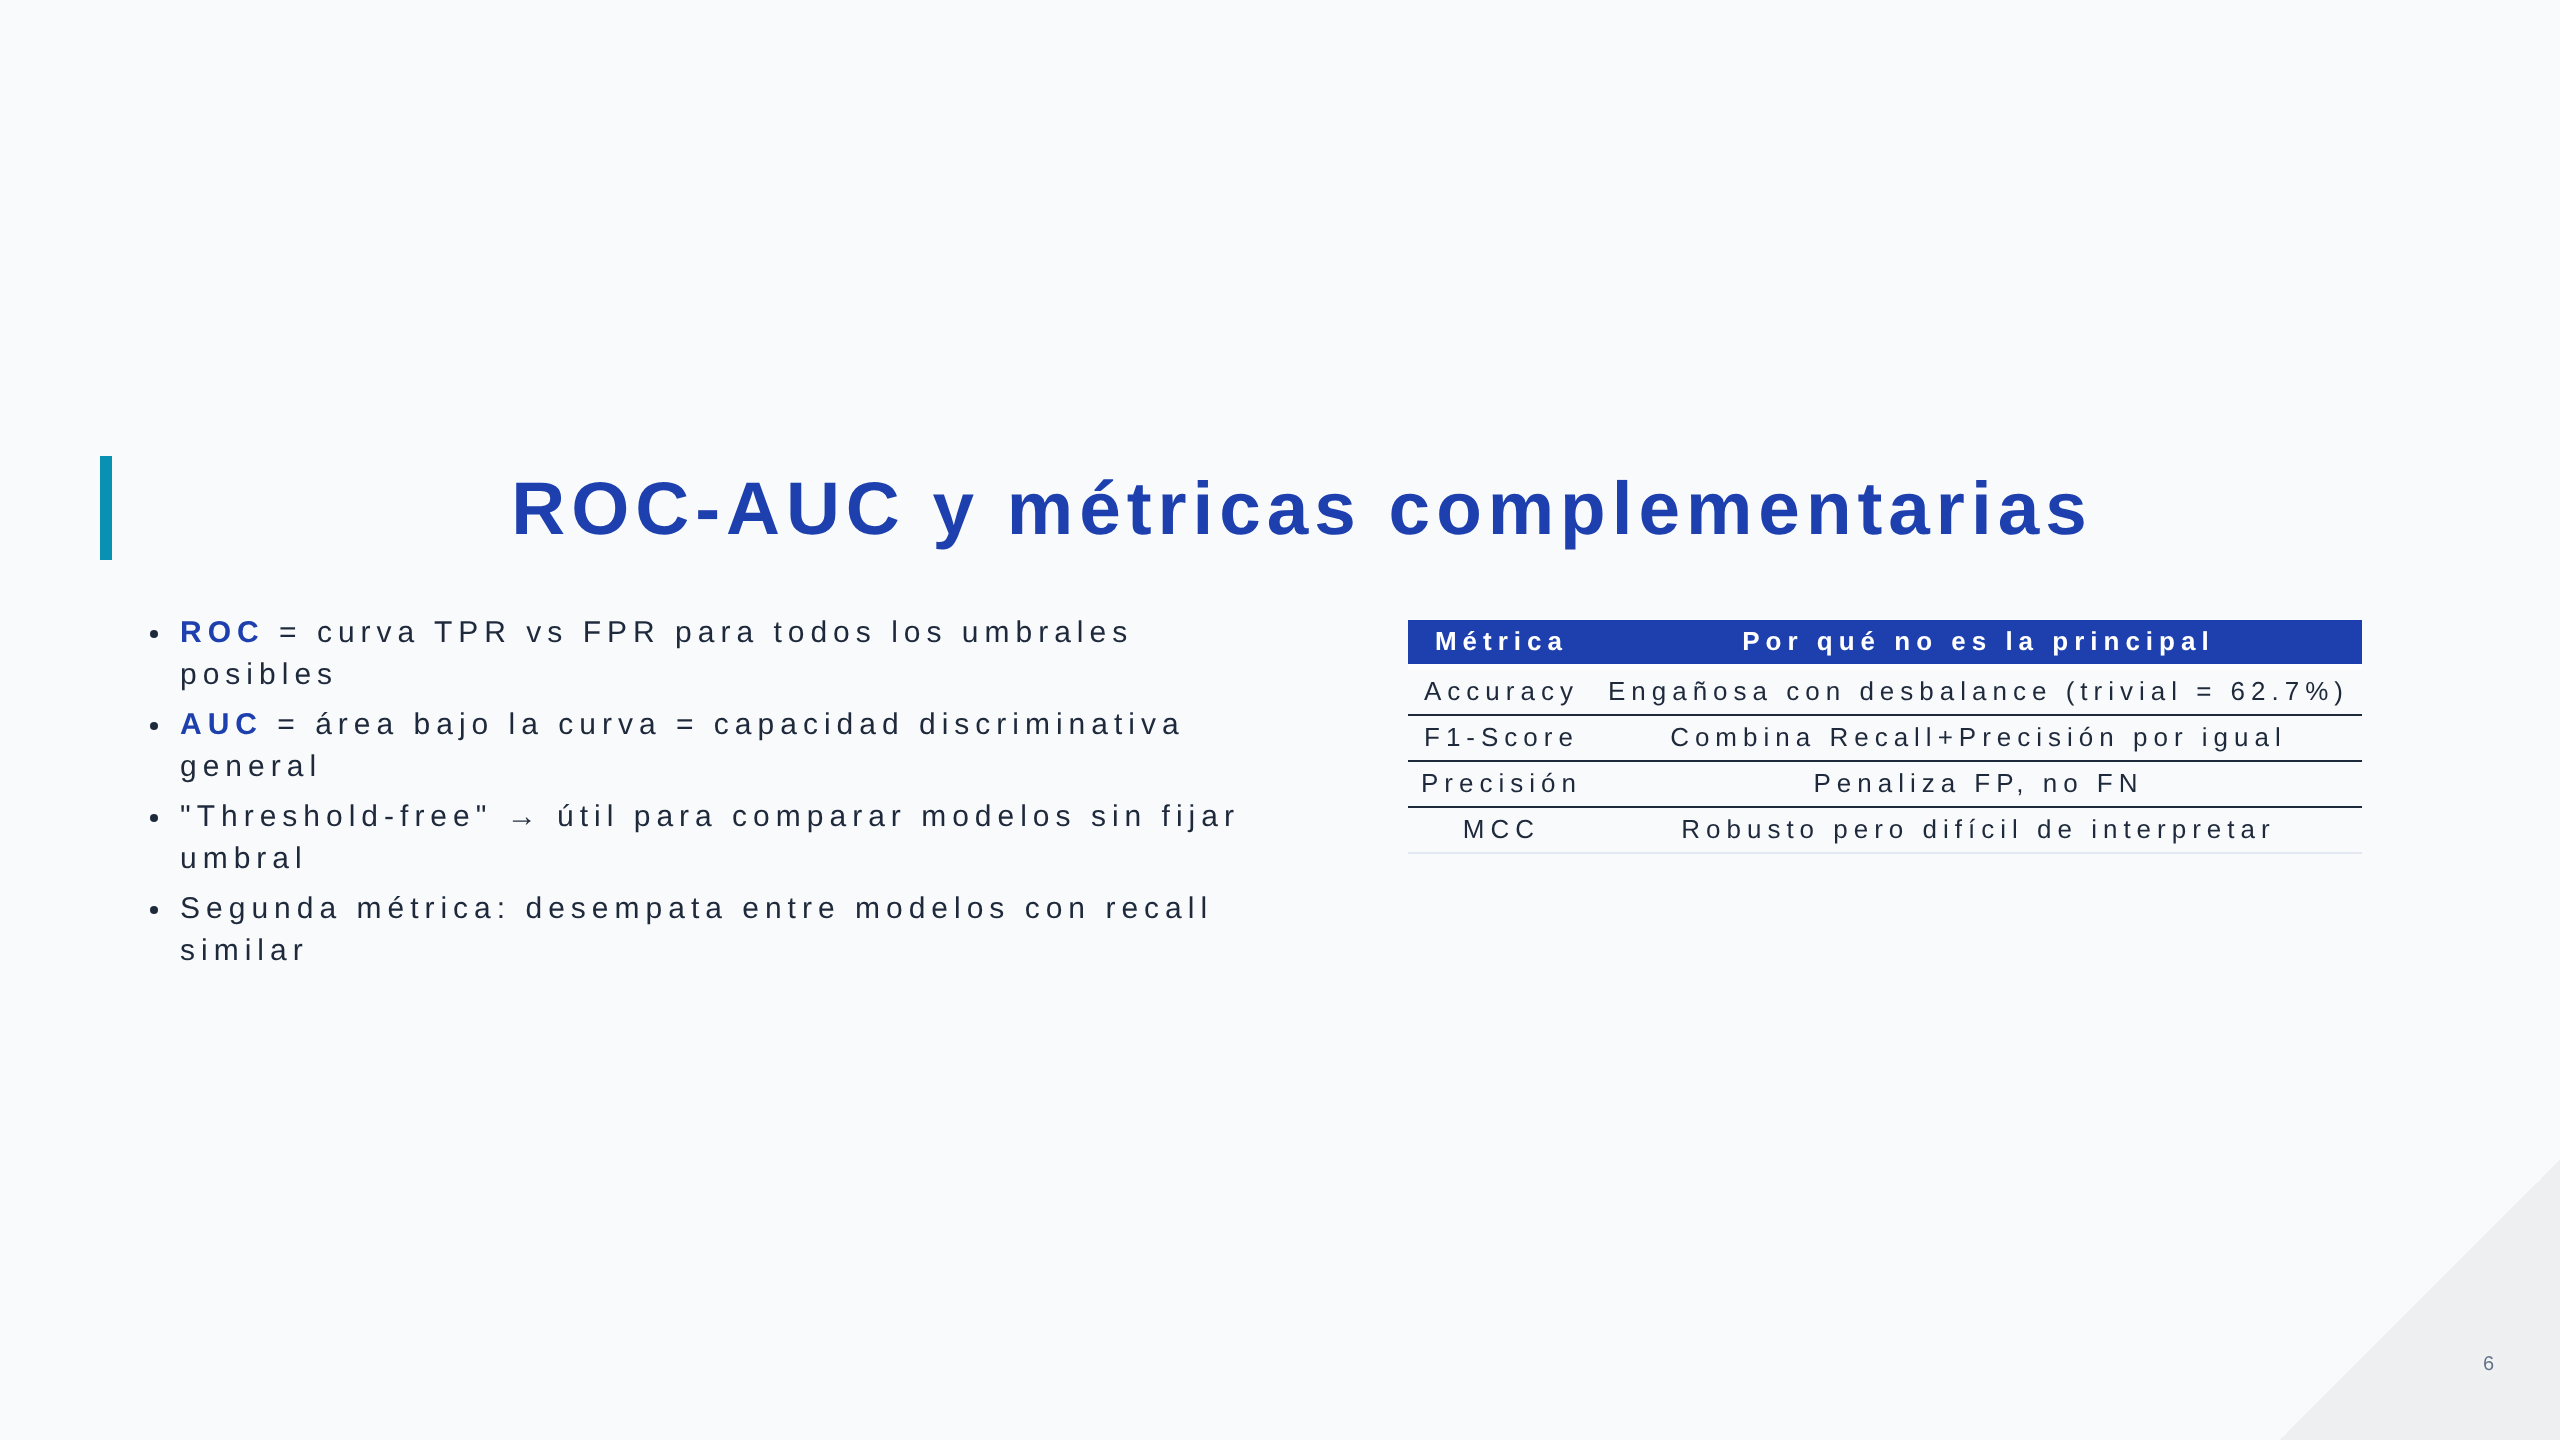 ROC-AUC y métricas complementarias
• ROC = curva TPR vs FPR para todos los umbrales
posibles
• AUC = área bajo la curva = capacidad discriminativa
general
• "Threshold-free" → útil para comparar modelos sin fijar
umbral
• Segunda métrica: desempata entre modelos con recall
similar
Métrica Por qué no es la principal
Accuracy Engañosa con desbalance (trivial = 62.7%)
F1-Score Combina Recall+Precisión por igual
Precisión Penaliza FP, no FN
MCC Robusto pero difícil de interpretar
6